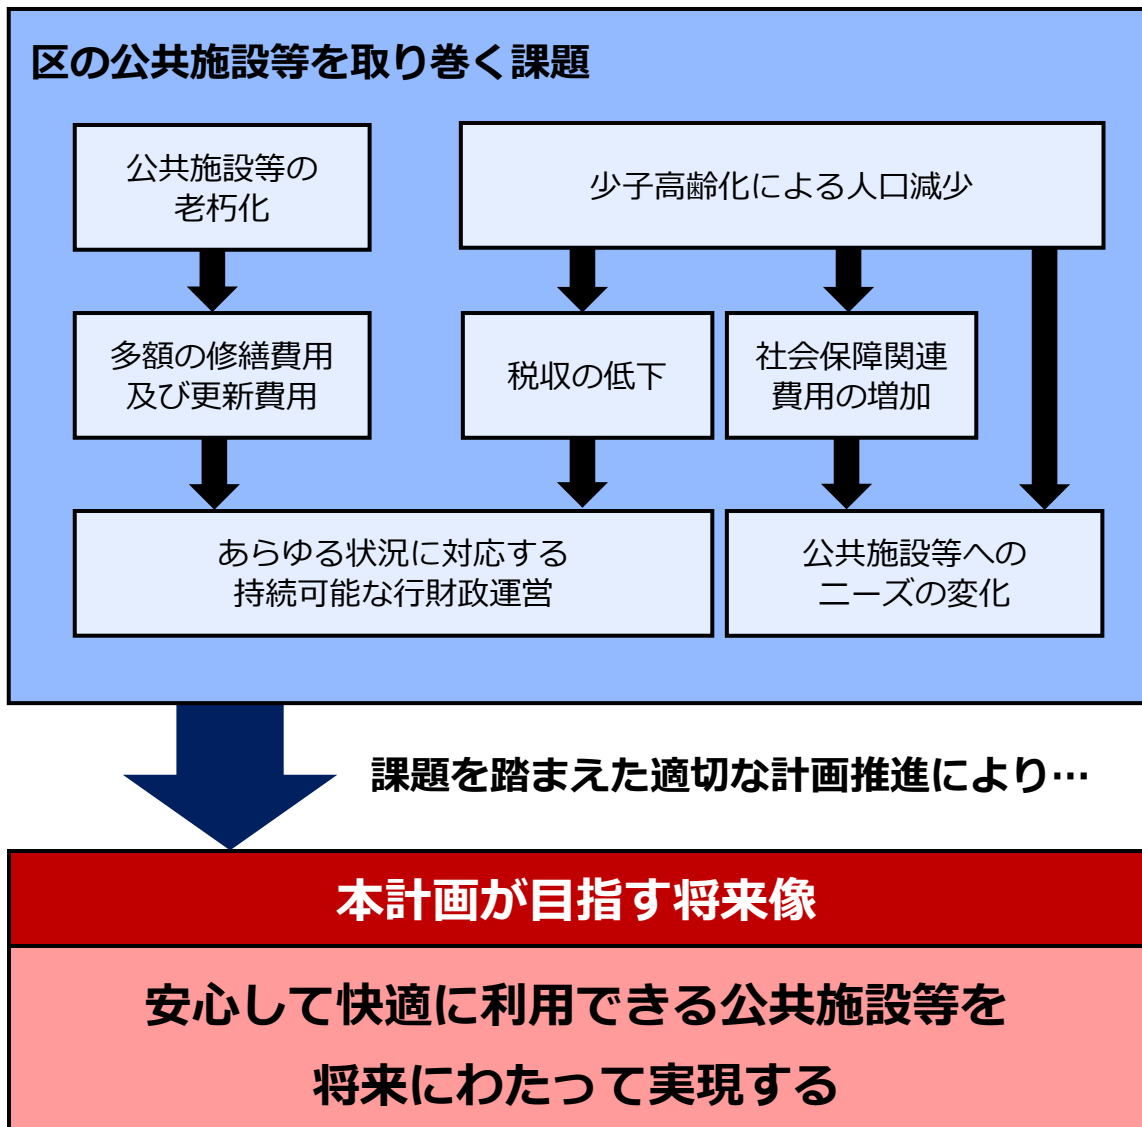 区の公共施設等を取り巻く課題
公共施設等の
老朽化
少子高齢化による人口減少
多額の修繕費用
及び更新費用
税収の低下
社会保障関連
費用の増加
あらゆる状況に対応する
持続可能な行財政運営
公共施設等への
ニーズの変化
課題を踏まえた適切な計画推進により…
本計画が目指す将来像
安心して快適に利用できる公共施設等を
将来にわたって実現する